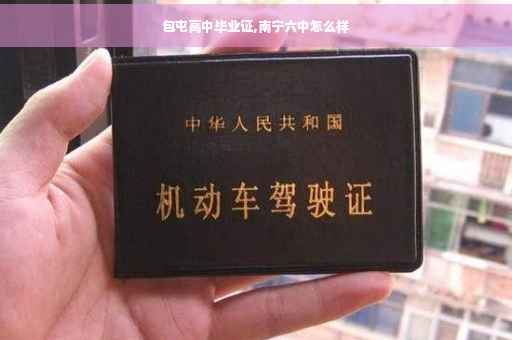 包屯高中毕业证,南宁六中怎么样
中华人民共和国
机动车驾驶证